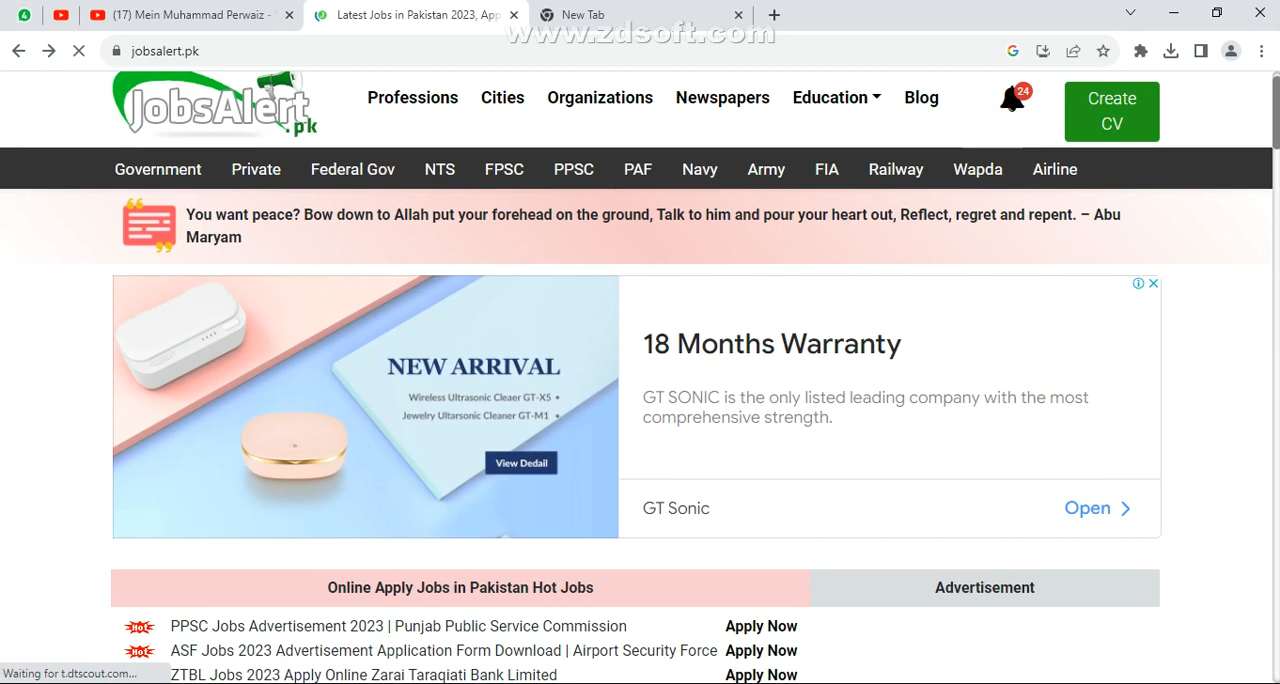 4
(17) Mein Muhammad Perwaiz -
Latest Jobs in Pakistan 2023, App
New Tab
www.zdsoft.com
jobsalert.pk
JobsAlert
.pk
Professions
Cities
Organizations
Newspapers
Education
Blog
24
Create
CV
Government
Private
Federal Gov
NTS
FPSC
PPSC
PAF
Navy
Army
FIA
Railway
Wapda
Airline
You want peace? Bow down to Allah put your forehead on the ground, Talk to him and pour your heart out, Reflect, regret and repent. – Abu
Maryam
NEW ARRIVAL
Wireless Ultrasonic Cleaer GT-X5 •
Jewelry Ultarsonic Cleaner GT-M1 •
View Dedail
18 Months Warranty
GT SONIC is the only listed leading company with the most
comprehensive strength.
GT Sonic
Open
Online Apply Jobs in Pakistan Hot Jobs
Advertisement
HOT PPSC Jobs Advertisement 2023 | Punjab Public Service Commission Apply Now
HOT ASF Jobs 2023 Advertisement Application Form Download | Airport Security Force Apply Now
ZTBL Jobs 2023 Apply Online Zarai Taraqiati Bank Limited Apply Now
Waiting for t.dtscout.com...